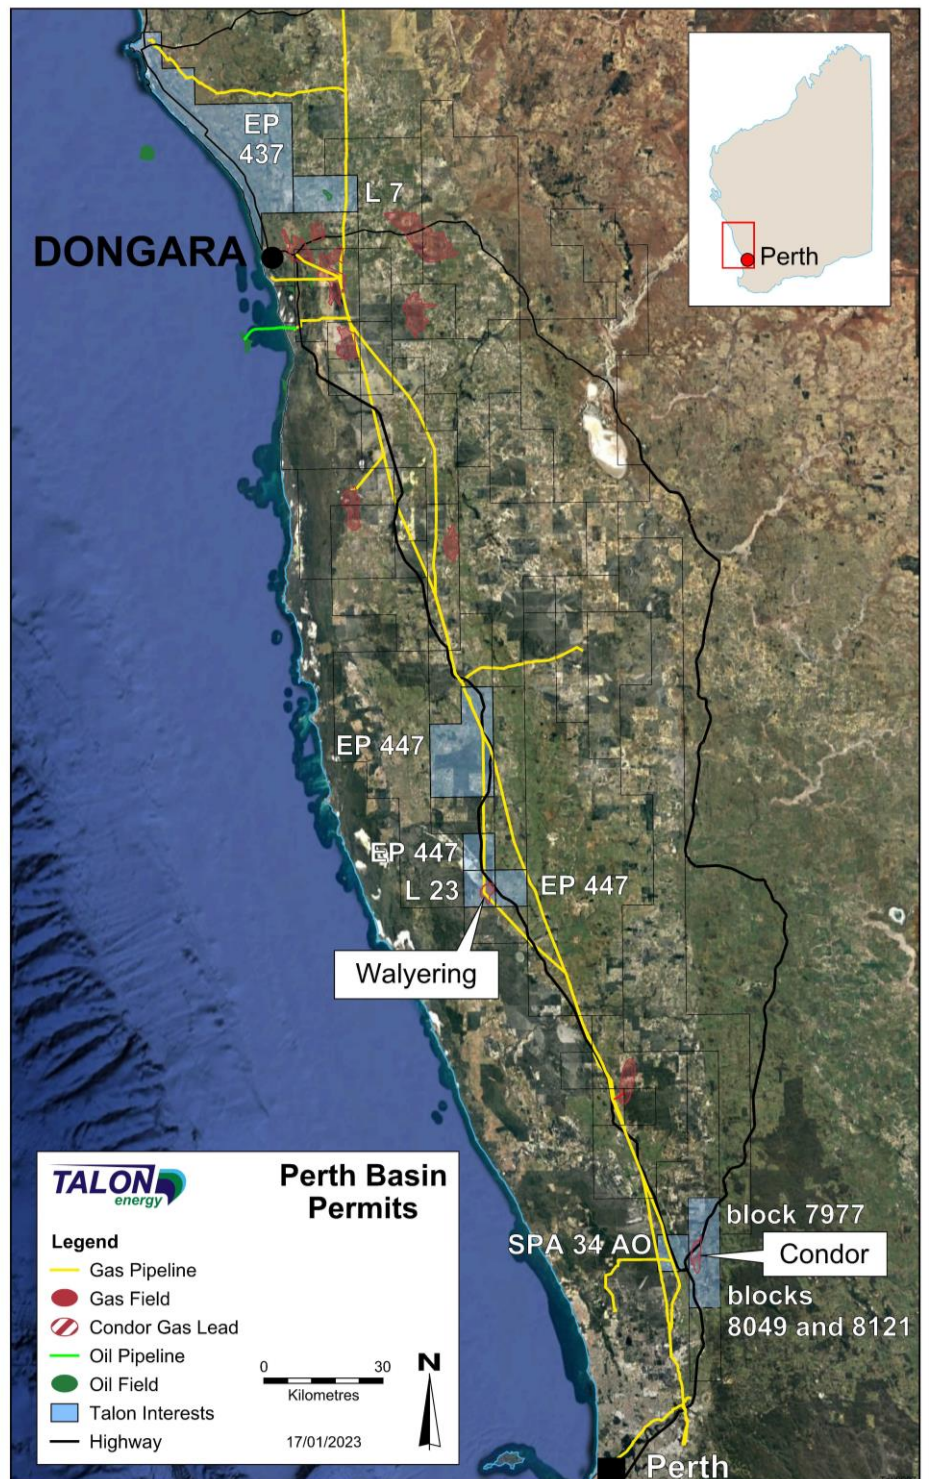 EP
437
L 7
DONGARA
Perth
EP 447
EP 447
L 23
EP 447
Walyering
block 7977
SPA 34 AO
Condor
blocks
8049 and 8121
Perth
TALON
energy
Perth Basin
Permits
Legend
Gas Pipeline
Gas Field
Condor Gas Lead
Oil Pipeline
Oil Field
Talon Interests
Highway
0 30
Kilometres
N
17/01/2023